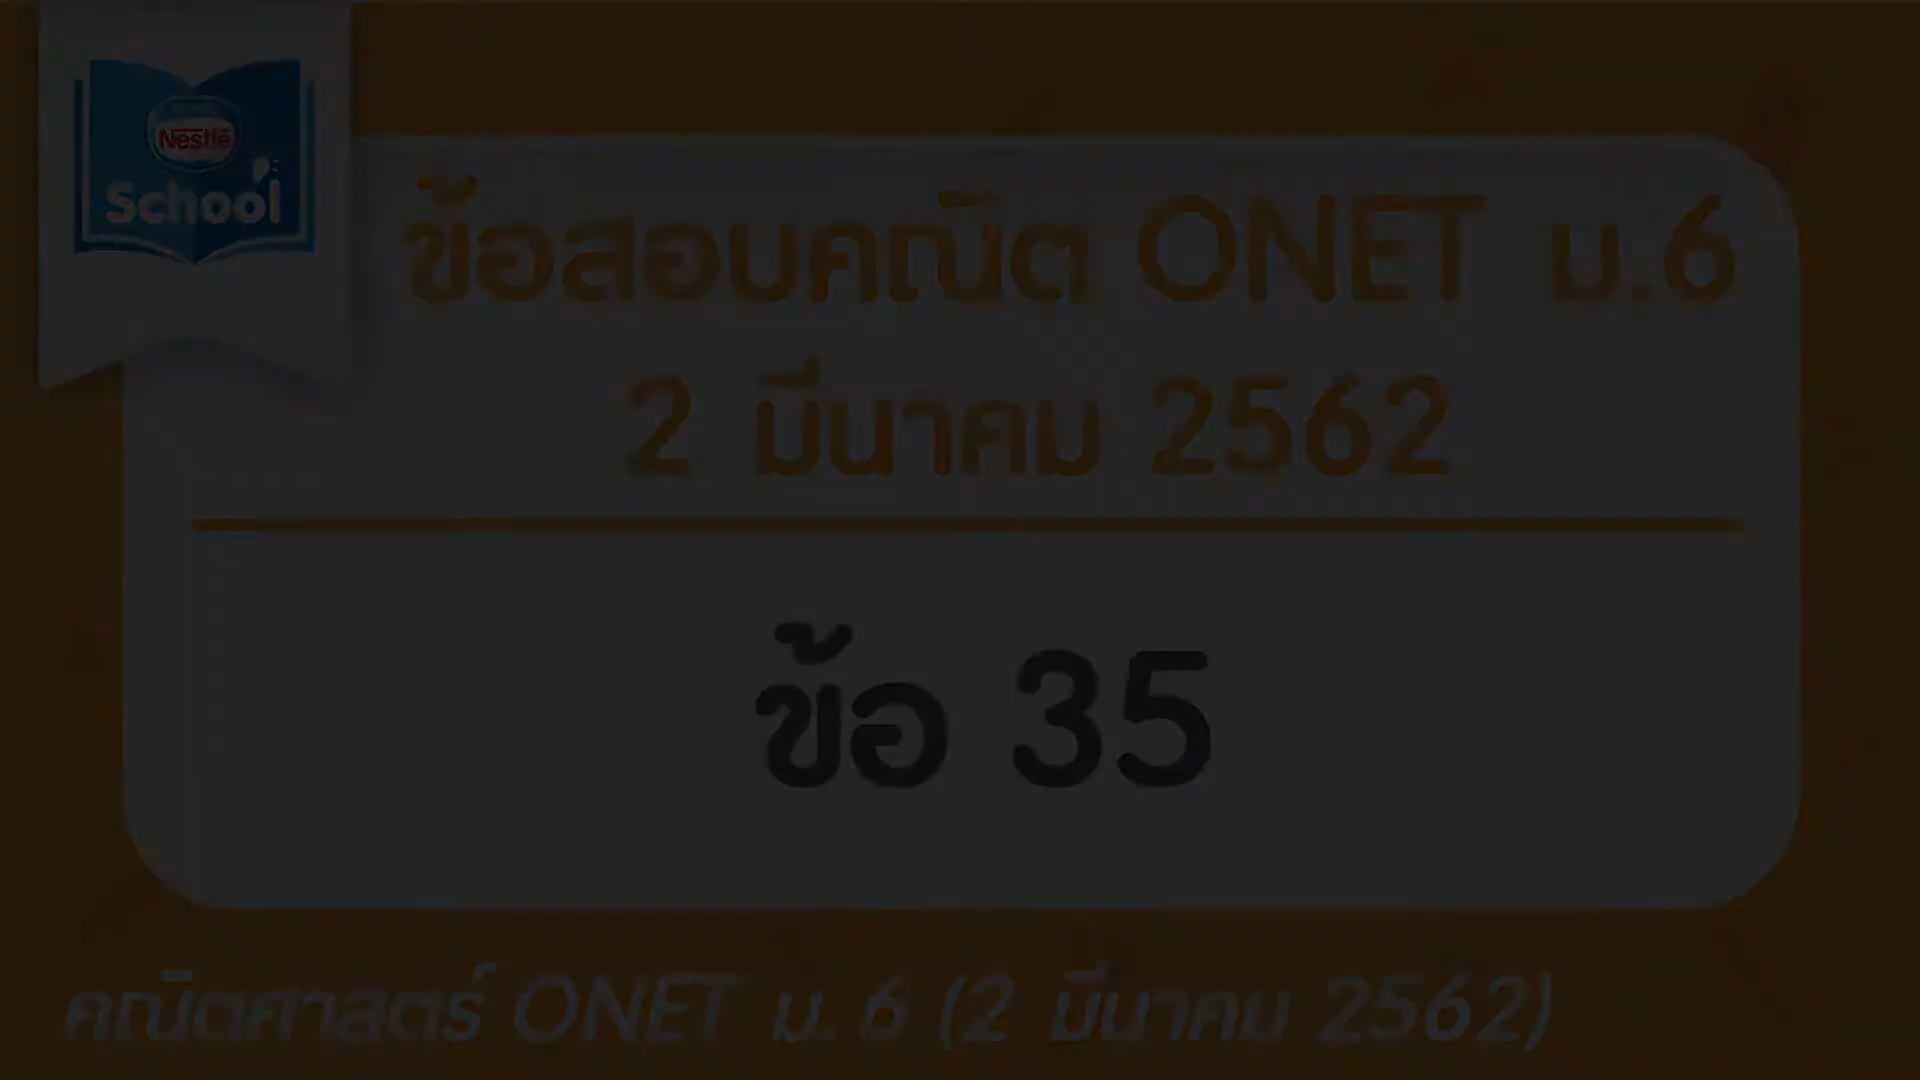 Nestlē
School
ข้อสอบคณิต ONET ม.6
2 มีนาคม 2562
ข้อ 35
คณิตศาสตร์ ONET ม. 6 (2 มีนาคม 2562)